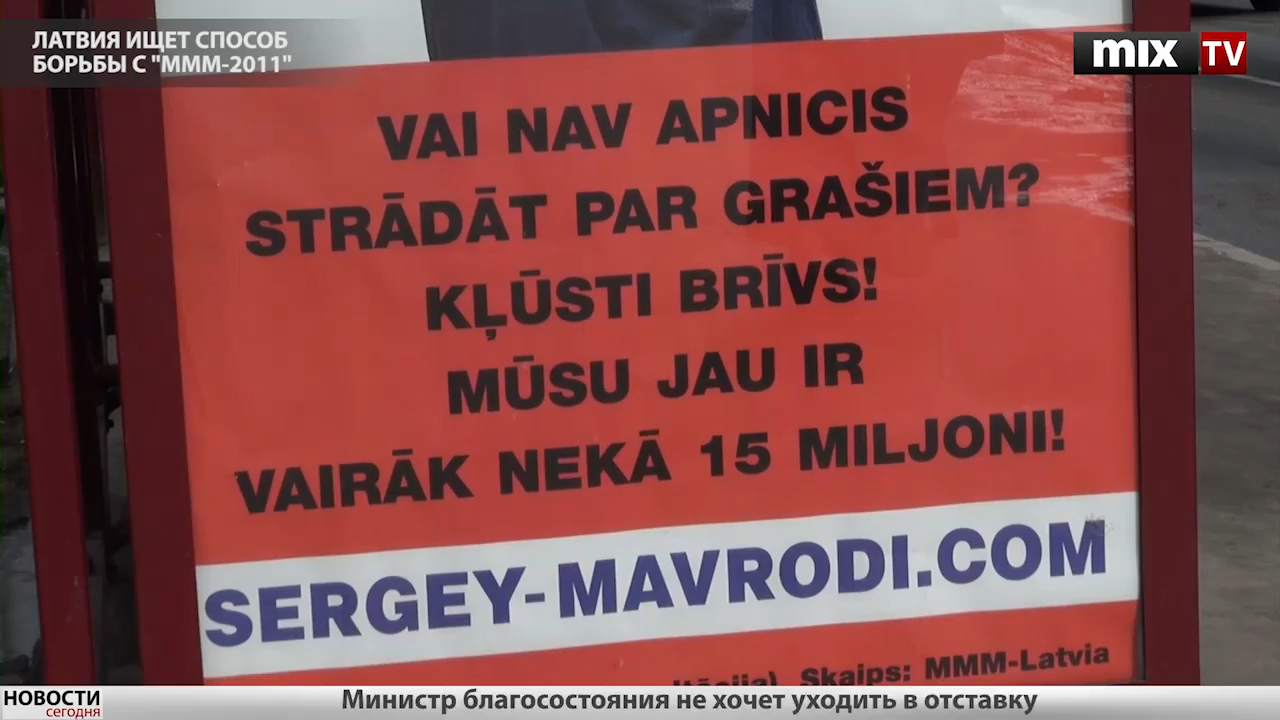 ЛАТВИЯ ИЩЕТ СПОСОБ
БОРЬБЫ С "МММ-2011"
mix TV
VAI NAV APNICIS
STRĀDĀT PAR GRAŠIEM?
KĻŪSTI BRĪVS!
MŪSU JAU IR
VAIRĀK NEKĀ 15 MILJONI!
SERGEY-MAVRODI.COM
Skaips: MMM-Latvia
НОВОСТИ
сегодня
Министр благосостояния не хочет уходить в отставку